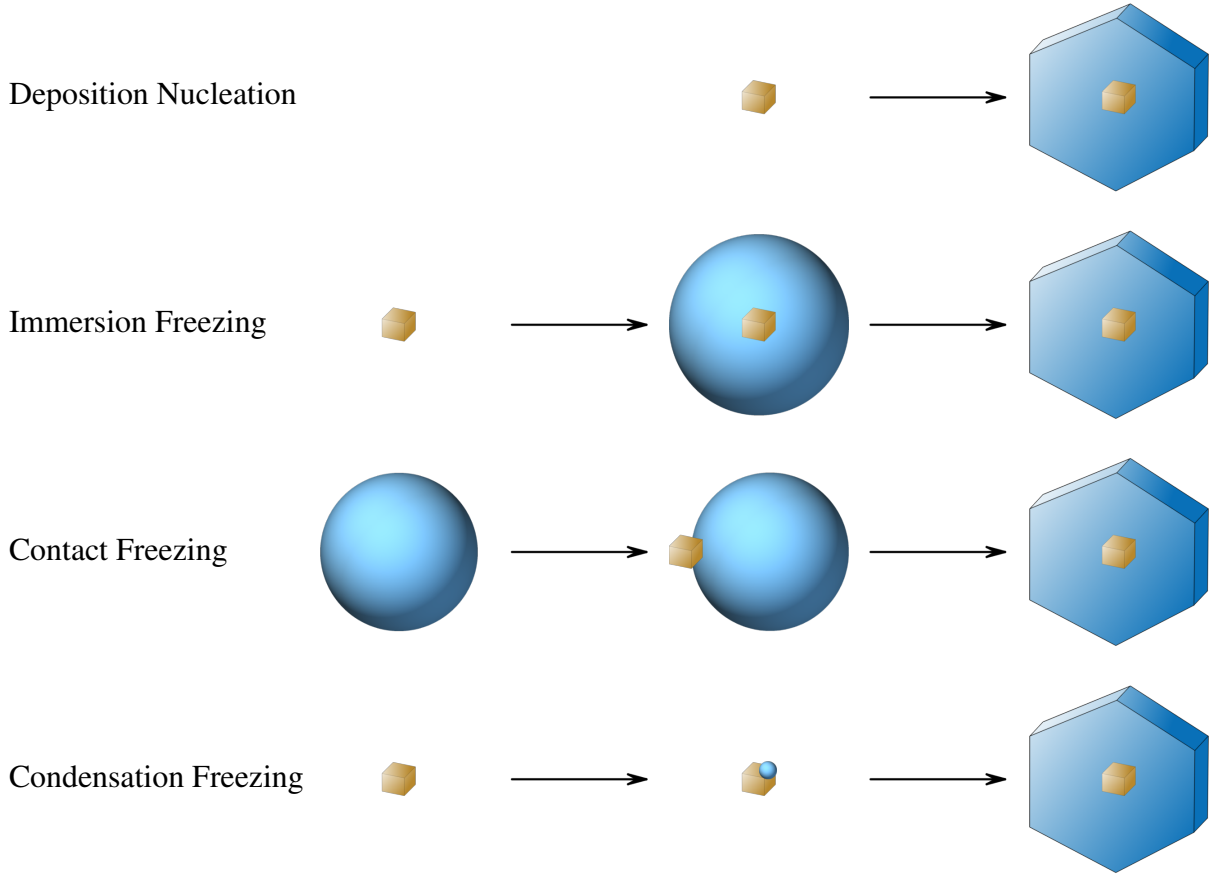 Deposition Nucleation
Immersion Freezing
Contact Freezing
Condensation Freezing